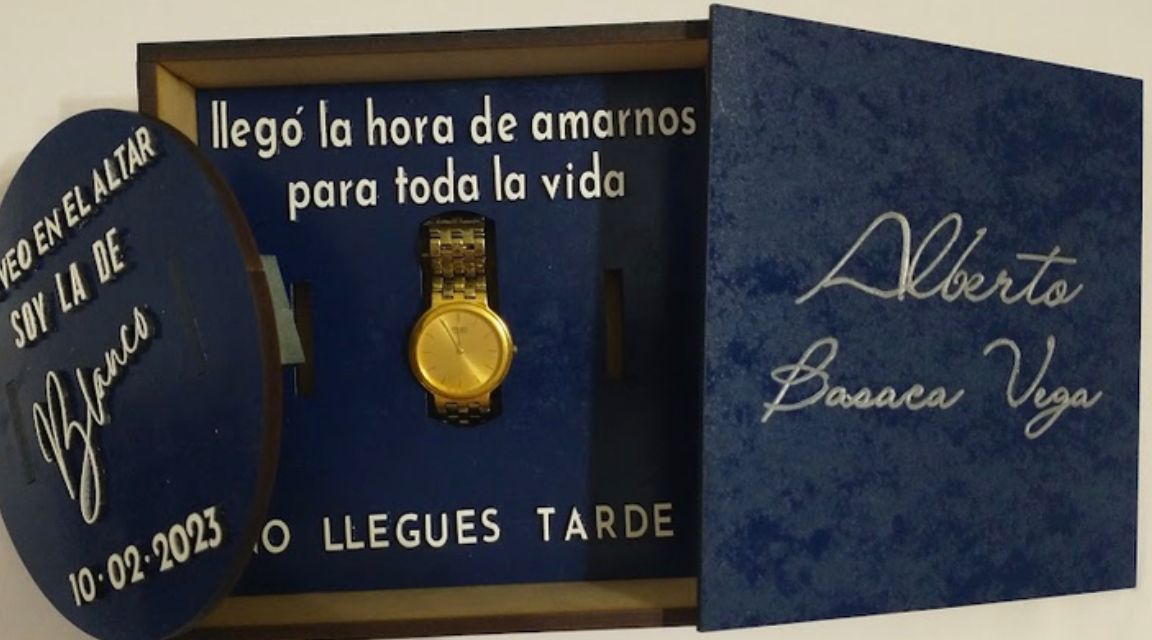 VEO EN EL ALTAR
SOY LA DE
Blanco
10·02·2023
llegó la hora de amarnos
para toda la vida
LLEGUES TARDE
Alberto
Basaca Vega